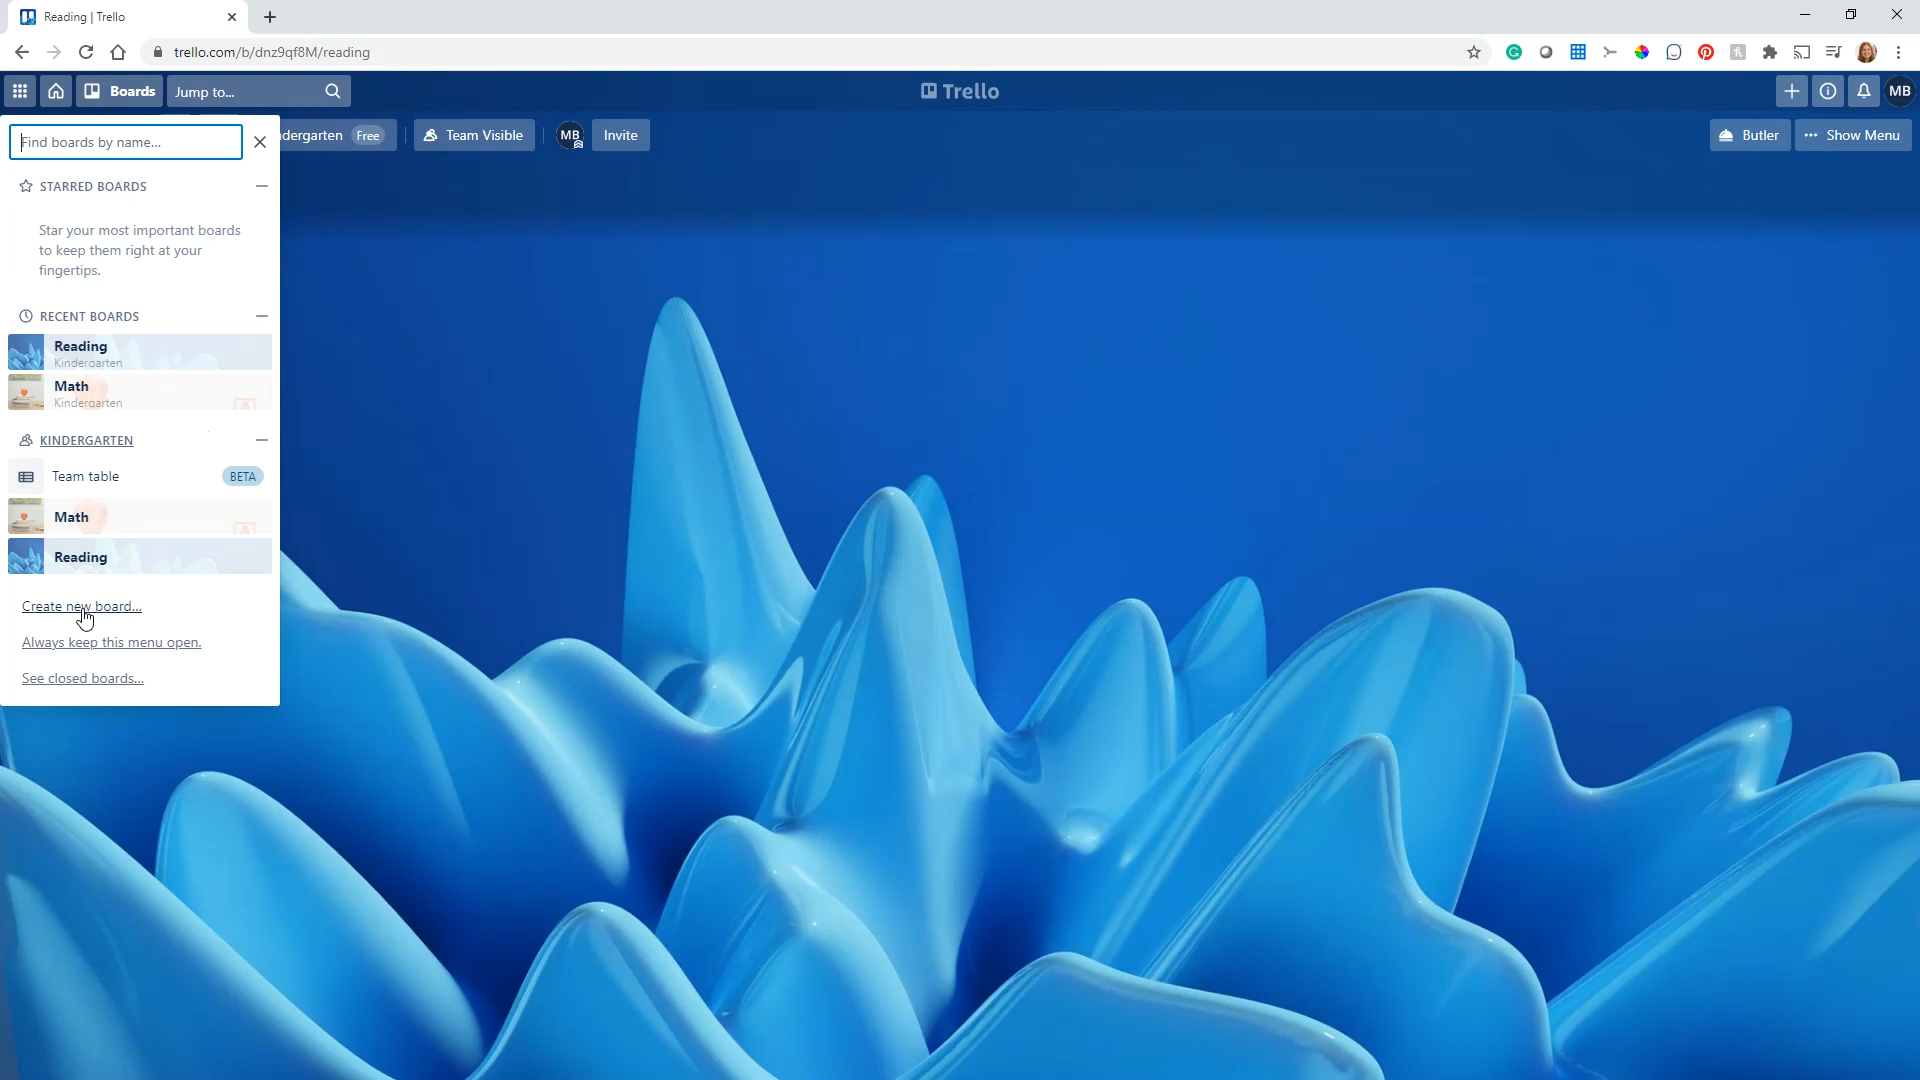 Reading | Trello
trello.com/b/dnz9qf8M/reading
Boards
Jump to...
Trello
MB
Find boards by name...
dergarten Free
Team Visible
MB
Invite
Butler
Show Menu
STARRED BOARDS
Star your most important boards
to keep them right at your
fingertips.
RECENT BOARDS
Reading
Kindergarten
Math
Kindergarten
KINDERGARTEN
Team table
BETA
Math
Reading
Create new board...
Always keep this menu open.
See closed boards...